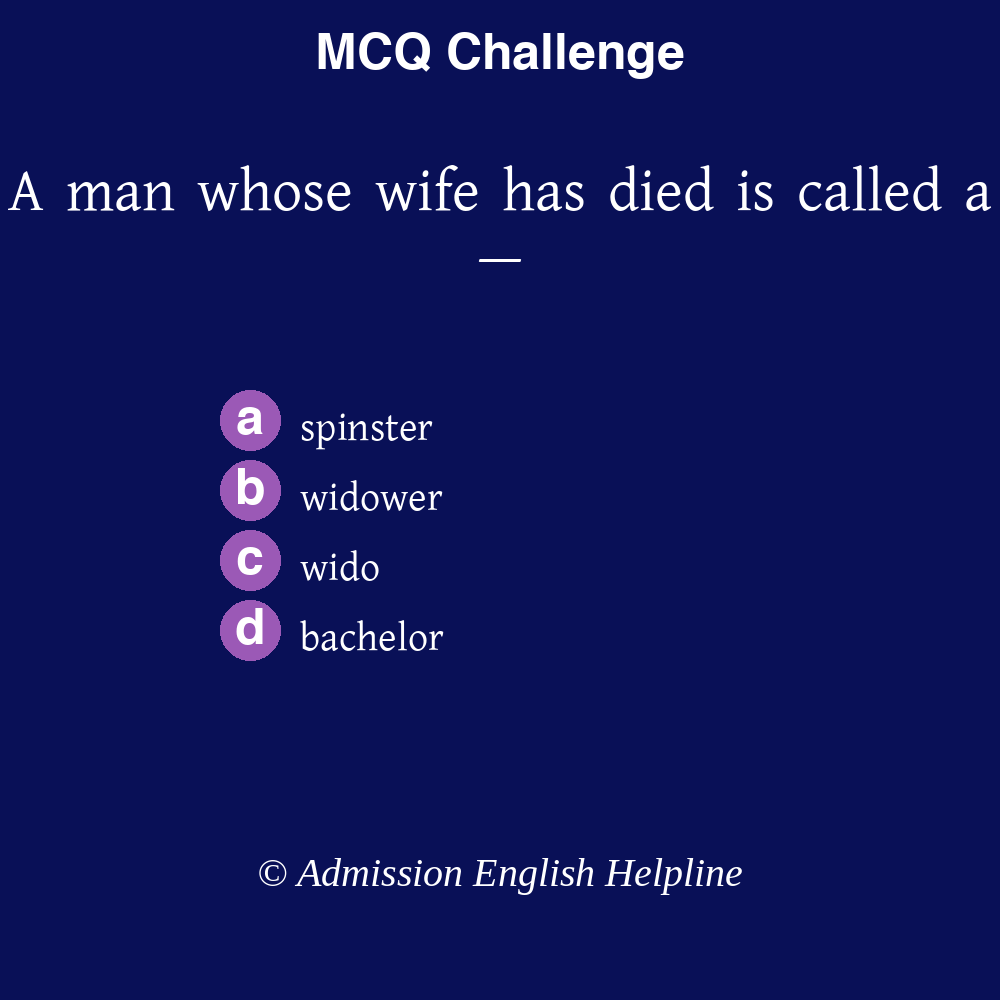 MCQ Challenge
A man whose wife has died is called a
—
a spinster
b widower
c wido
d bachelor
© Admission English Helpline